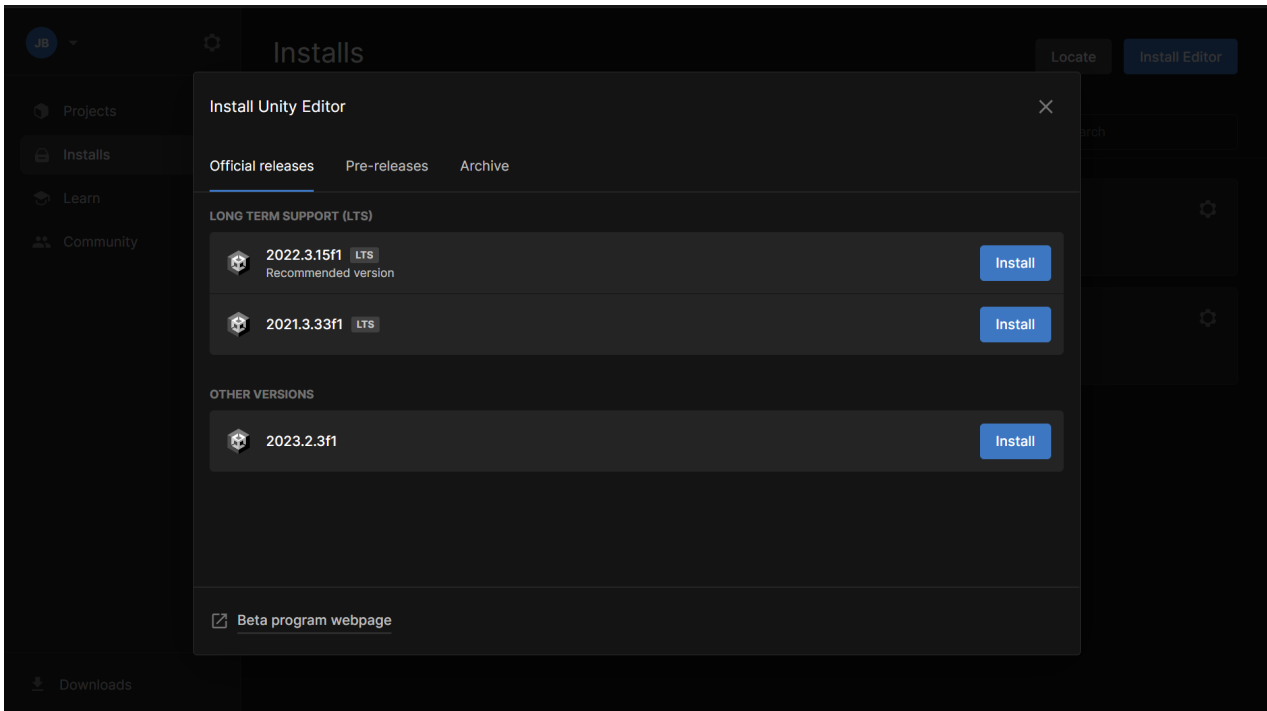 JB
Installs
Locate
Install Editor
Projects
Installs
Learn
Community
Downloads
Install Unity Editor
Official releases
Pre-releases
Archive
LONG TERM SUPPORT (LTS)
2022.3.15f1 LTS
Recommended version
Install
2021.3.33f1 LTS
Install
OTHER VERSIONS
2023.2.3f1
Install
Beta program webpage